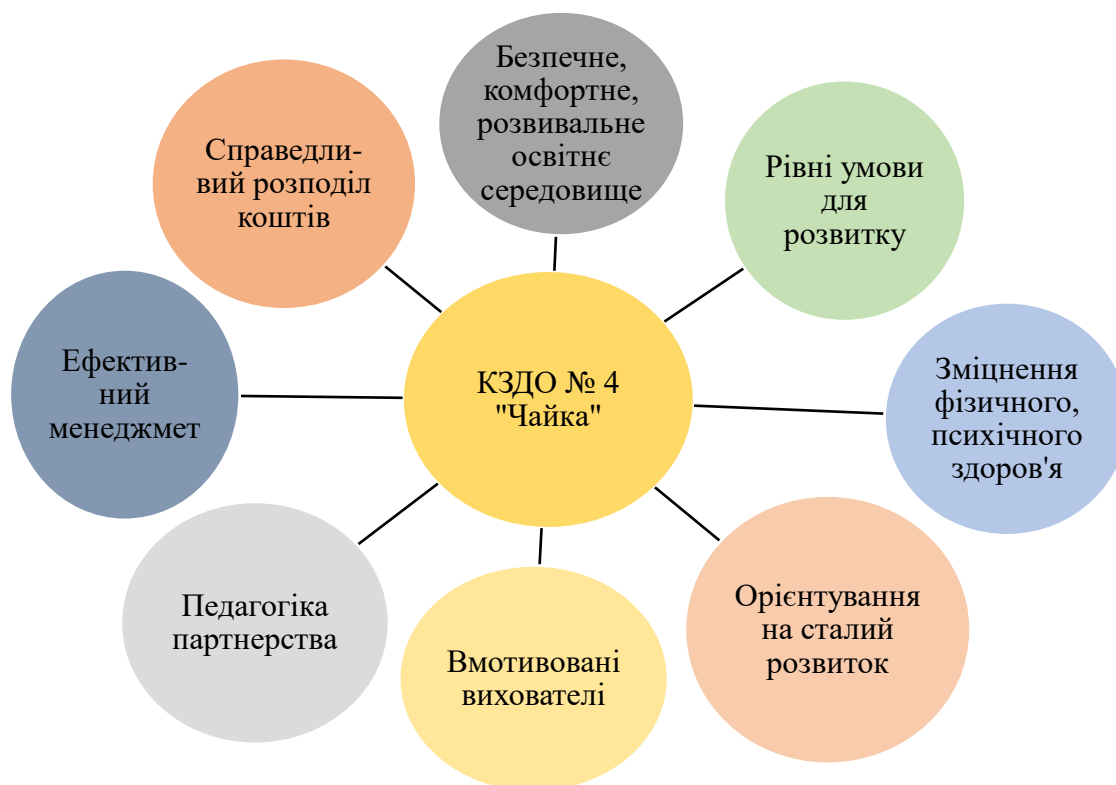 Безпечне,
комфортне,
розвивальне
освітнє
середовище
Рівні умови
для
розвитку
Зміцнення
фізичного,
психічного
здоров'я
Орієнтування
на сталий
розвиток
Вмотивовані
вихователі
Педагогіка
партнерства
Ефектив-
ний
менеджмет
Справедли-
вий розподіл
коштів
КЗДО № 4
"Чайка"